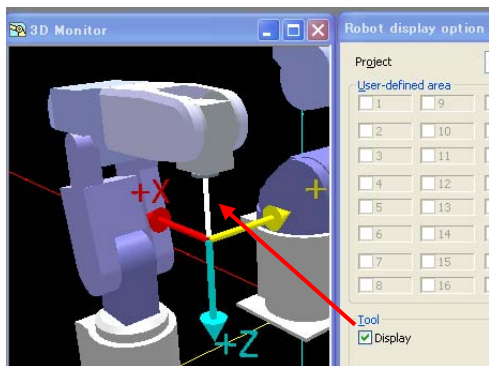 3D Monitor
+X
+
+Z
Robot display option
Project
User-defined area
1 9
2 10
3 11
4 12
5 13
6 14
7 15
8 16
Tool
Display